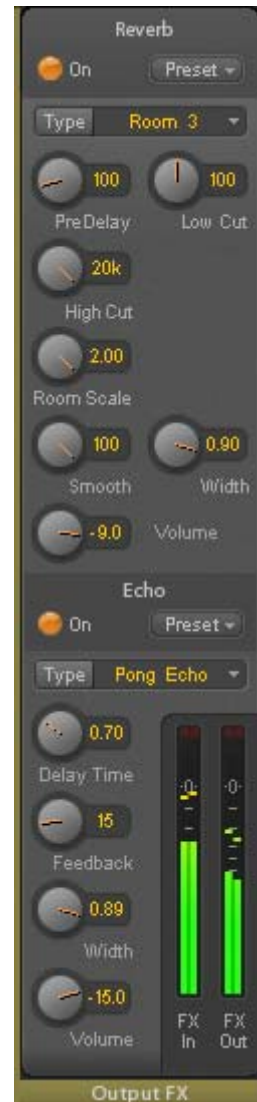 Reverb
On Preset
Type Room 3
100 100
PreDelay Low Cut
20k
High Cut
2.00
Room Scale
100 0.90
Smooth Width
-9.0 Volume
Echo
On Preset
Type Pong Echo
0.70
Delay Time
-0- -0-
15
Feedback
0.89
Width
-15.0
Volume
FX In
FX Out
Output FX